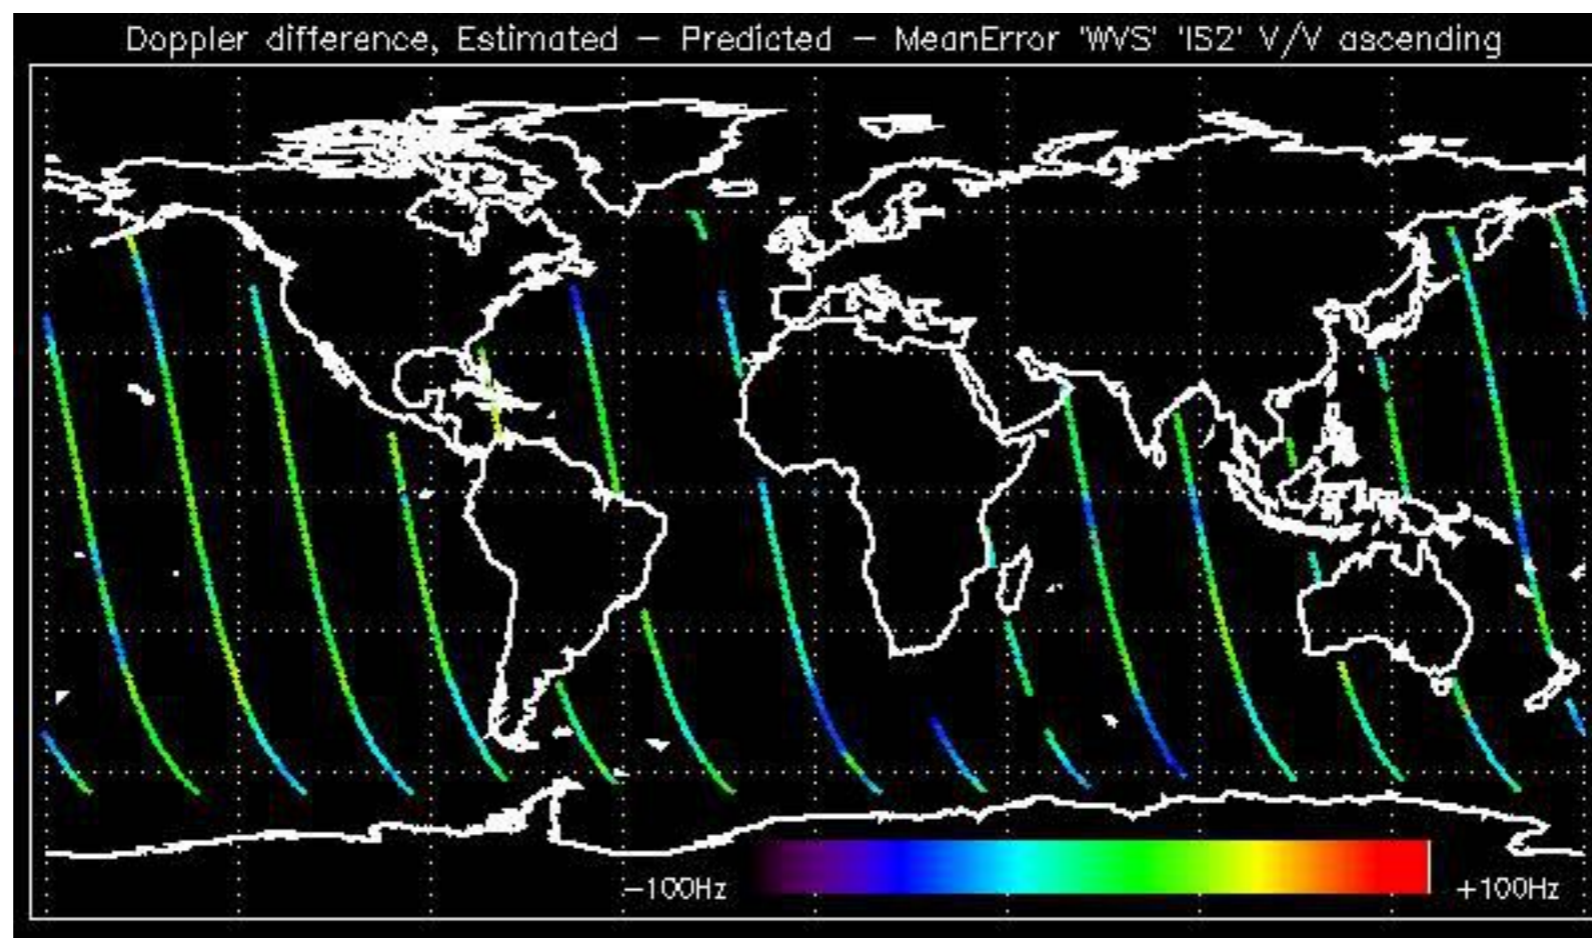 Doppler difference, Estimated − Predicted − MeanError 'WVS' 'IS2' V/V ascending
−100Hz
+100Hz